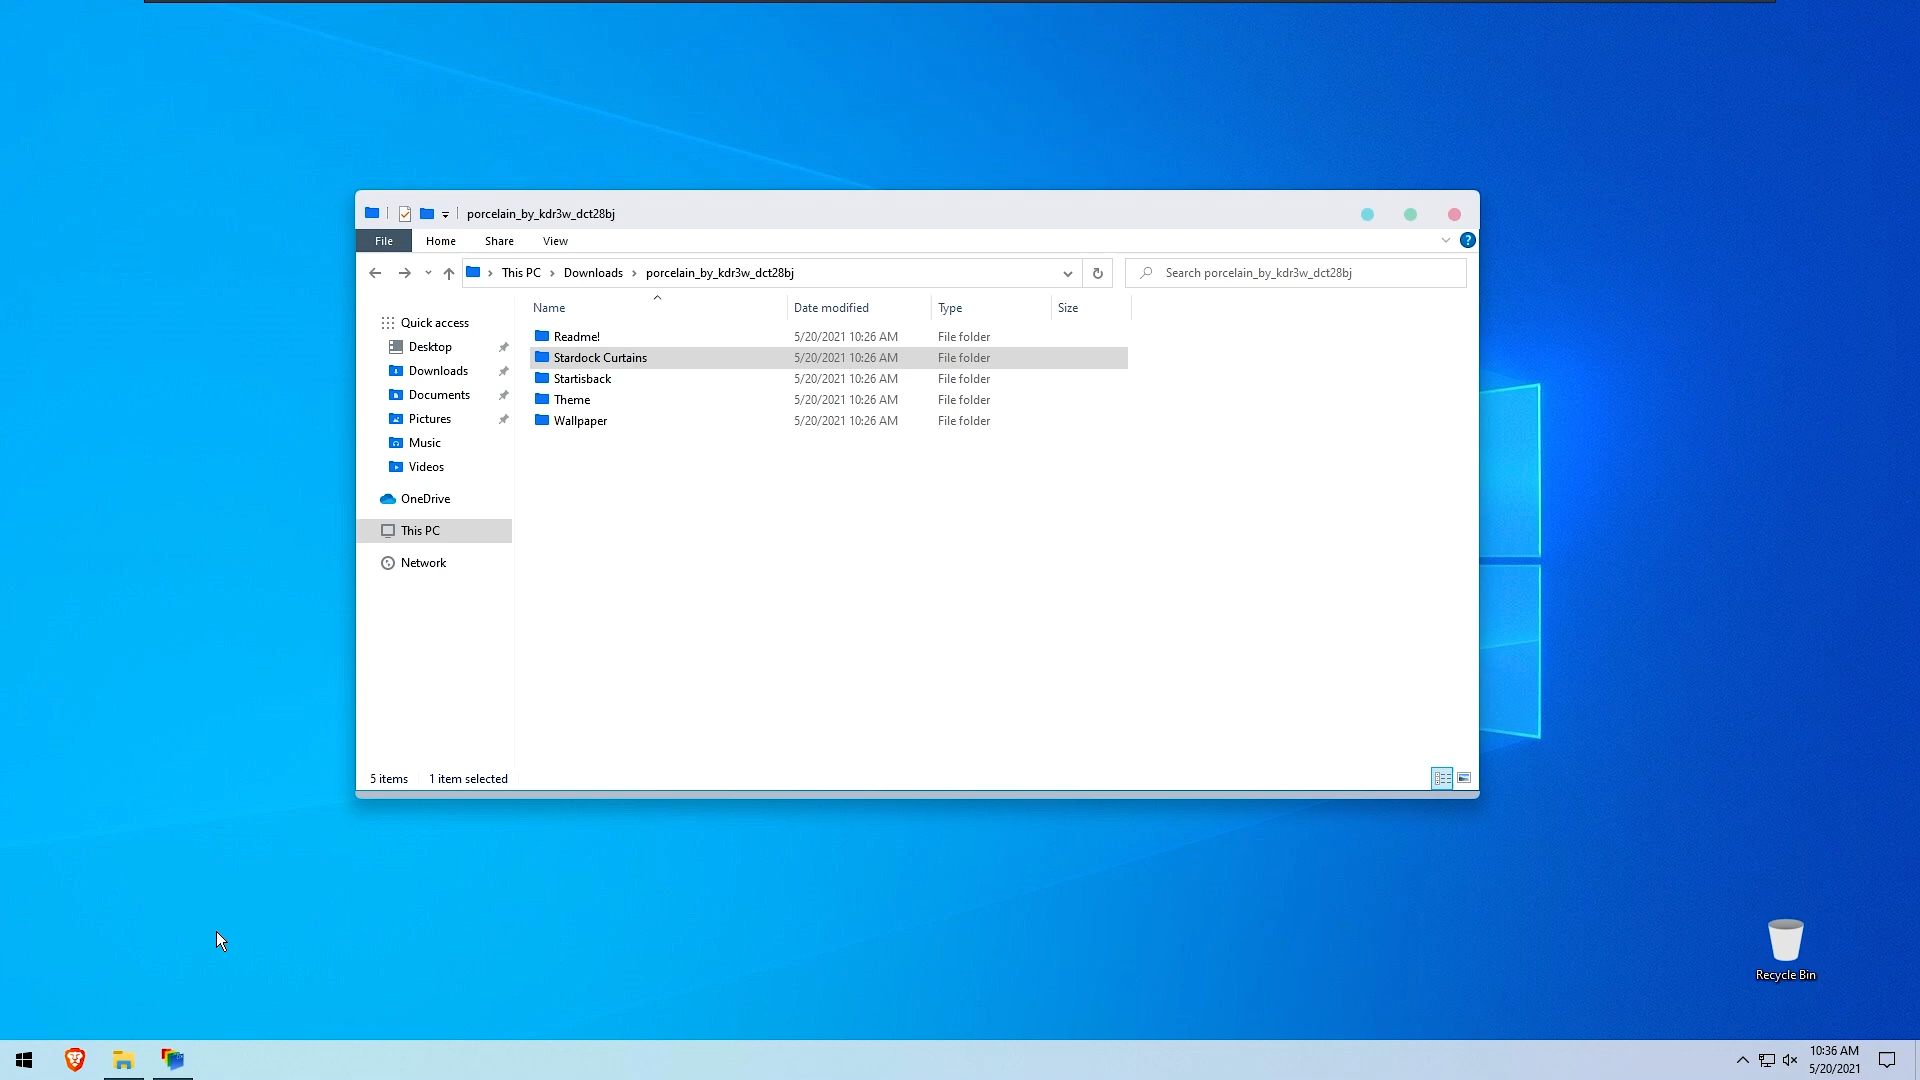 porcelain_by_kdr3w_dct28bj
File Home Share View
This PC Downloads porcelain_by_kdr3w_dct28bj
Search porcelain_by_kdr3w_dct28bj
Quick access
Desktop
Downloads
Documents
Pictures
Music
Videos
OneDrive
This PC
Network
Name Date modified Type Size
Readme! 5/20/2021 10:26 AM File folder
Stardock Curtains 5/20/2021 10:26 AM File folder
Startisback 5/20/2021 10:26 AM File folder
Theme 5/20/2021 10:26 AM File folder
Wallpaper 5/20/2021 10:26 AM File folder
5 items 1 item selected
Recycle Bin
10:36 AM
5/20/2021